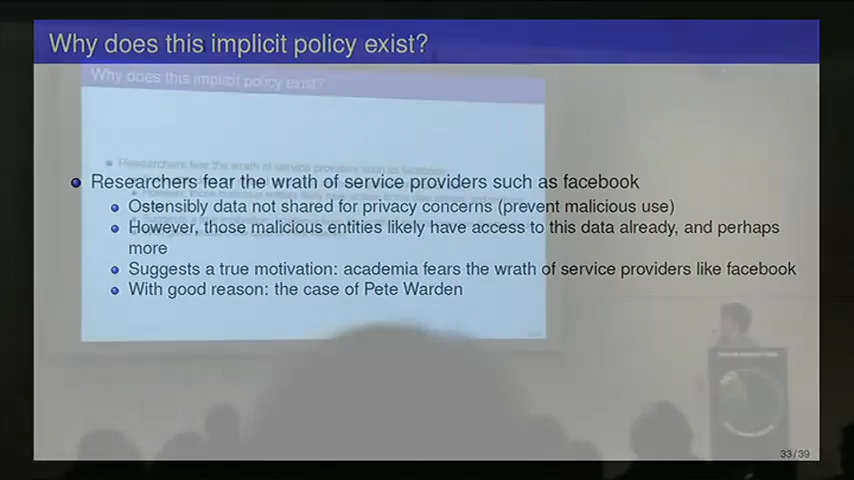 Why does this implicit policy exist?
Why does this implicit policy exist?
Researchers fear the wrath of service providers such as facebook
Researchers fear the wrath of service providers such as facebook
Ostensibly data not shared for privacy concerns (prevent malicious use)
However, those malicious entities likely have access to this data already, and perhaps
more
Suggests a true motivation: academia fears the wrath of service providers like facebook
With good reason: the case of Pete Warden
33/39